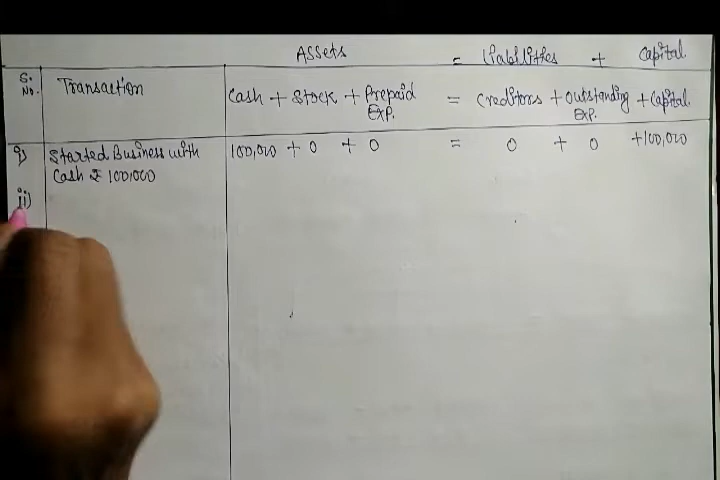 Assets = Liabilities + Capital
S. No. Transaction Cash + Stock + Prepaid Exp. = Creditors + Outstanding Exp. + Capital
i) Started Business with 100,000 + 0 + 0 = 0 + 0 + 100,000
Cash ₹ 100,000
ii)